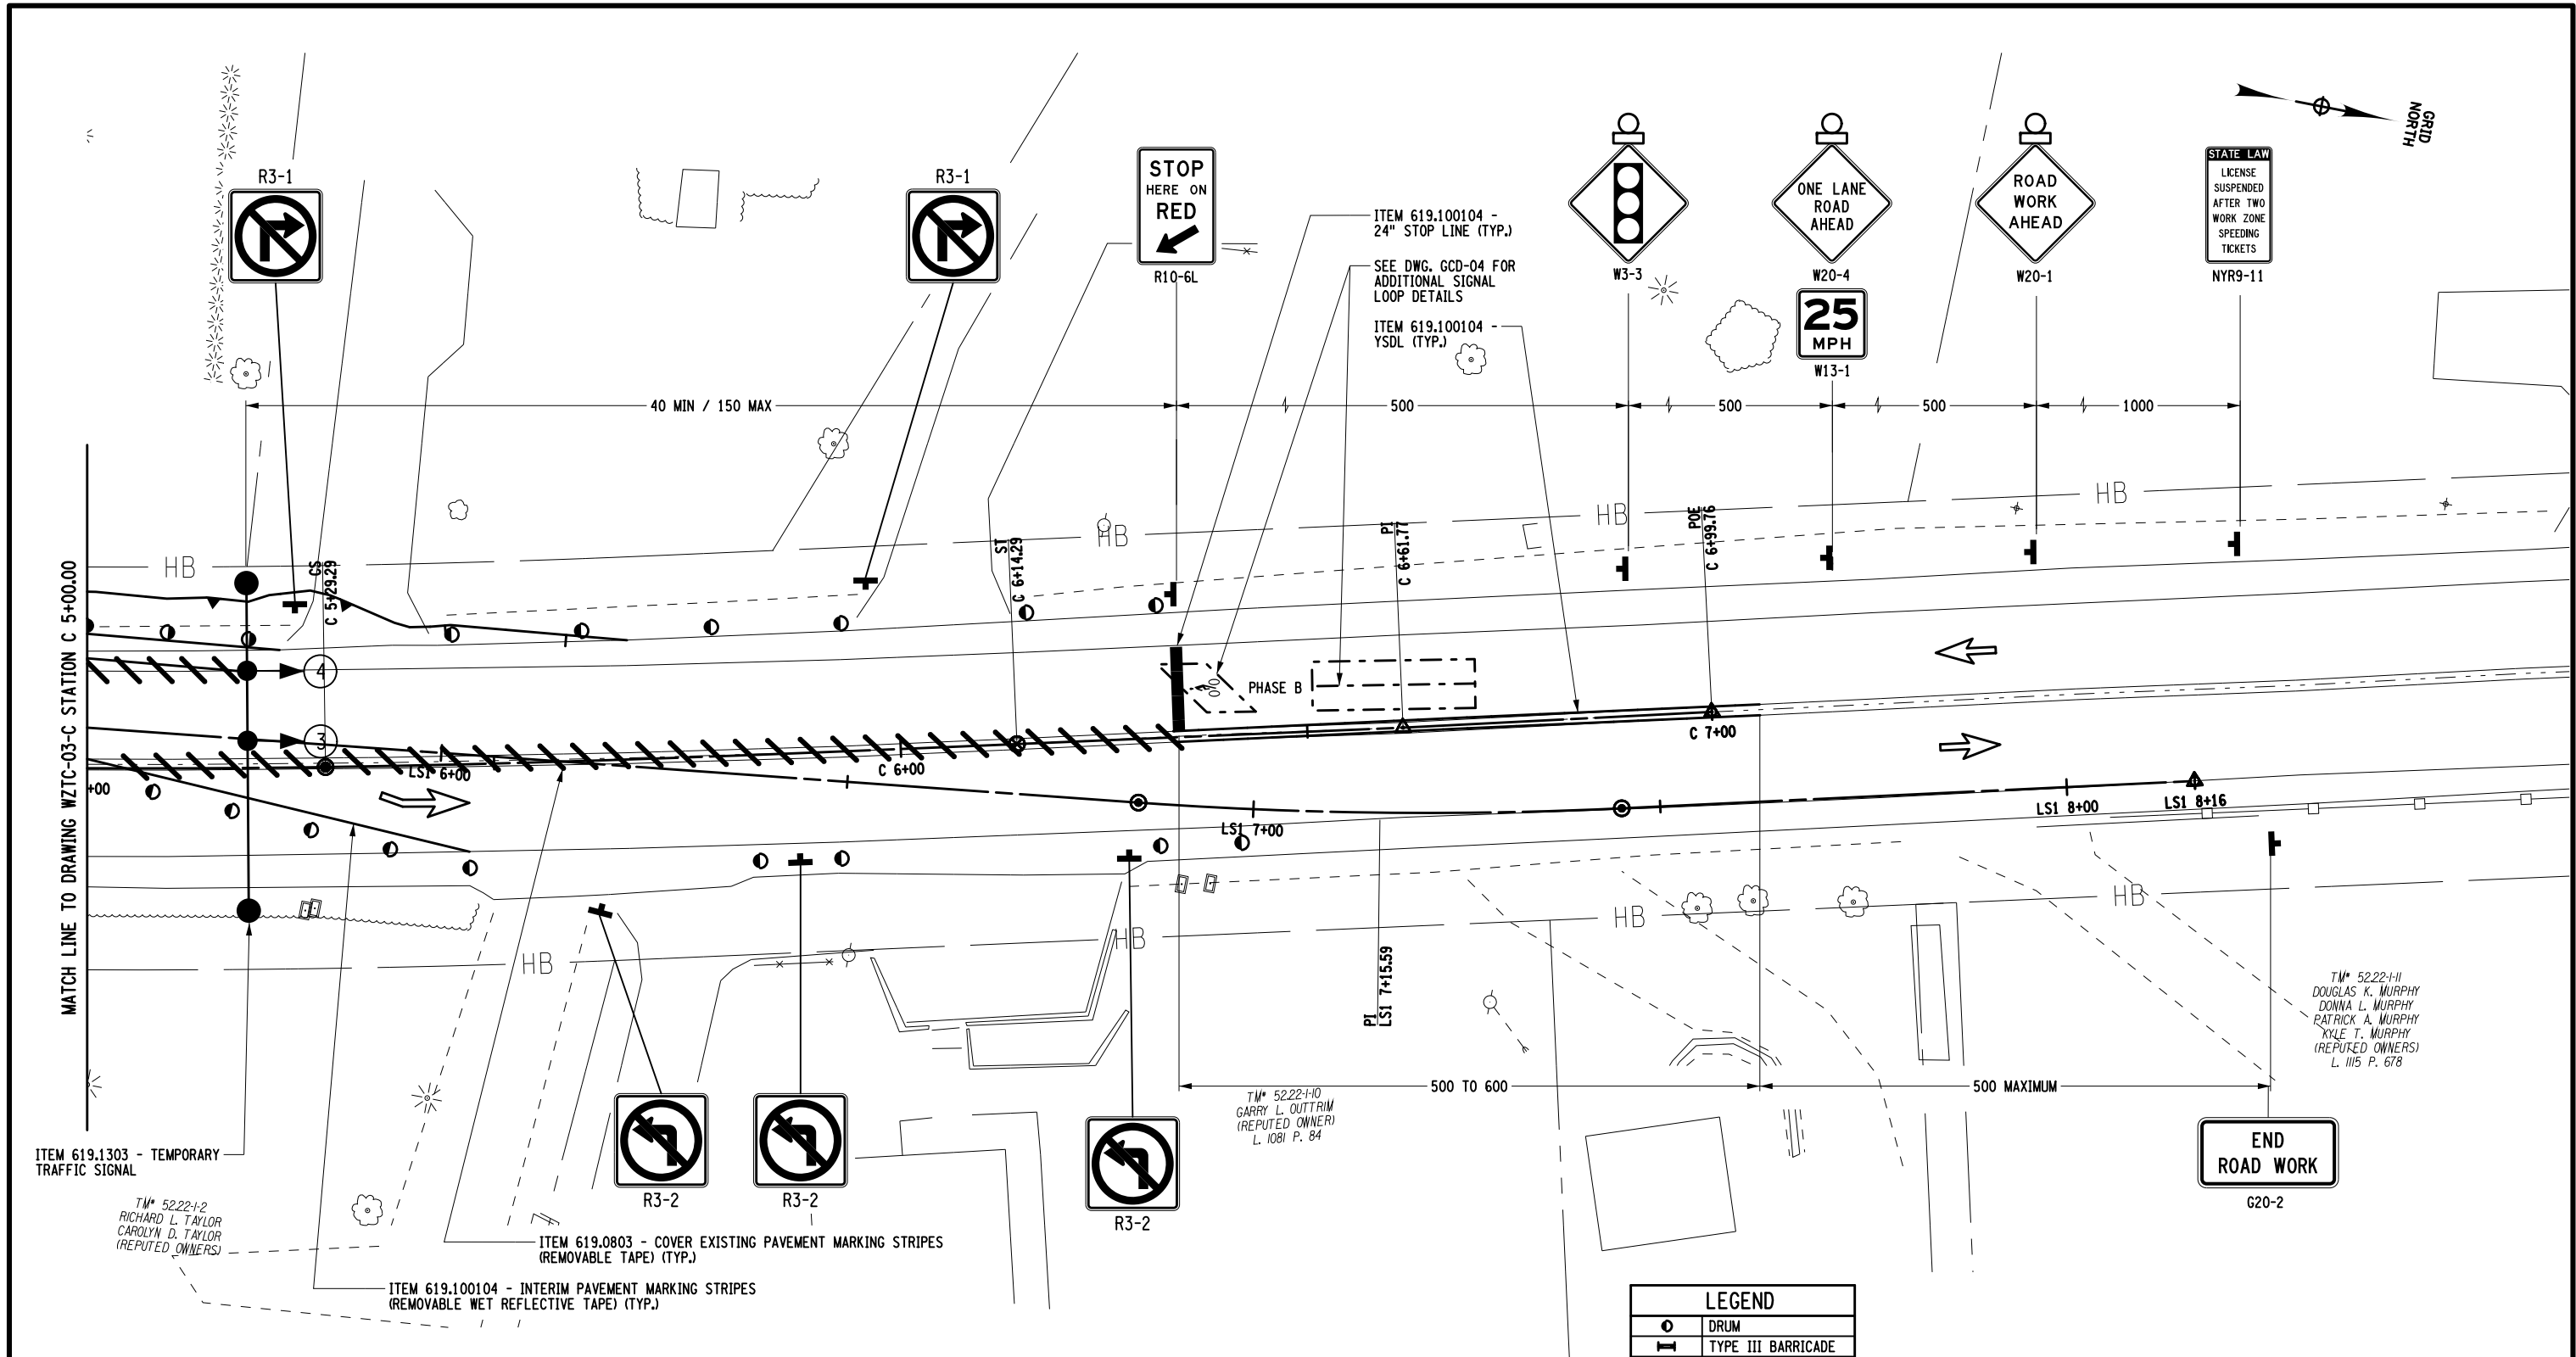 GRID
NORTH
R3-1
R3-1
STOP
HERE ON
RED
R10-6L
ITEM 619.100104 -
24" STOP LINE (TYP.)
SEE DWG. GCD-04 FOR
ADDITIONAL SIGNAL
LOOP DETAILS
ITEM 619.100104 -
YSDL (TYP.)
W3-3
ONE LANE
ROAD
AHEAD
W20-4
25
MPH
W13-1
ROAD
WORK
AHEAD
W20-1
STATE LAW
LICENSE
SUSPENDED
AFTER TWO
WORK ZONE
SPEEDING
TICKETS
NYR9-11
40 MIN / 150 MAX
500
500
500
1000
HB
HB
HB
HB
MATCH LINE TO DRAWING WZTC-03-C STATION C 5+00.00
CS
C 5+29.29
ST
C 6+14.29
PI
C 6+61.77
POE
C 6+99.76
4
3
PHASE B
+00
LS1 6+00
C 6+00
C 7+00
LS1 7+00
LS1 8+00
LS1 8+16
PI
LS1 7+15.59
HB
HB
HB
HB
500 TO 600
500 MAXIMUM
TM# 52.22-1-11
DOUGLAS K. MURPHY
DONNA L. MURPHY
PATRICK A. MURPHY
KYLE T. MURPHY
(REPUTED OWNERS)
L. 1115 P. 678
TM# 52.22-1-10
GARRY L. OUTTRIM
(REPUTED OWNER)
L. 1081 P. 84
ITEM 619.1303 - TEMPORARY
TRAFFIC SIGNAL
TM# 52.22-1-2
RICHARD L. TAYLOR
CAROLYN D. TAYLOR
(REPUTED OWNERS)
R3-2
R3-2
R3-2
END
ROAD WORK
G20-2
ITEM 619.0803 - COVER EXISTING PAVEMENT MARKING STRIPES
(REMOVABLE TAPE) (TYP.)
ITEM 619.100104 - INTERIM PAVEMENT MARKING STRIPES
(REMOVABLE WET REFLECTIVE TAPE) (TYP.)
LEGEND
DRUM
TYPE III BARRICADE